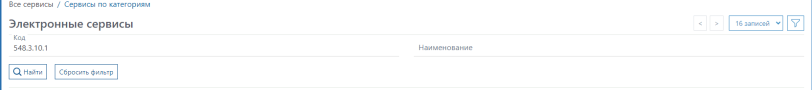 Все сервисы / Сервисы по категориям
Электронные сервисы
< > 16 записей
Код
548.3.10.1
Наименование
Найти Сбросить фильтр